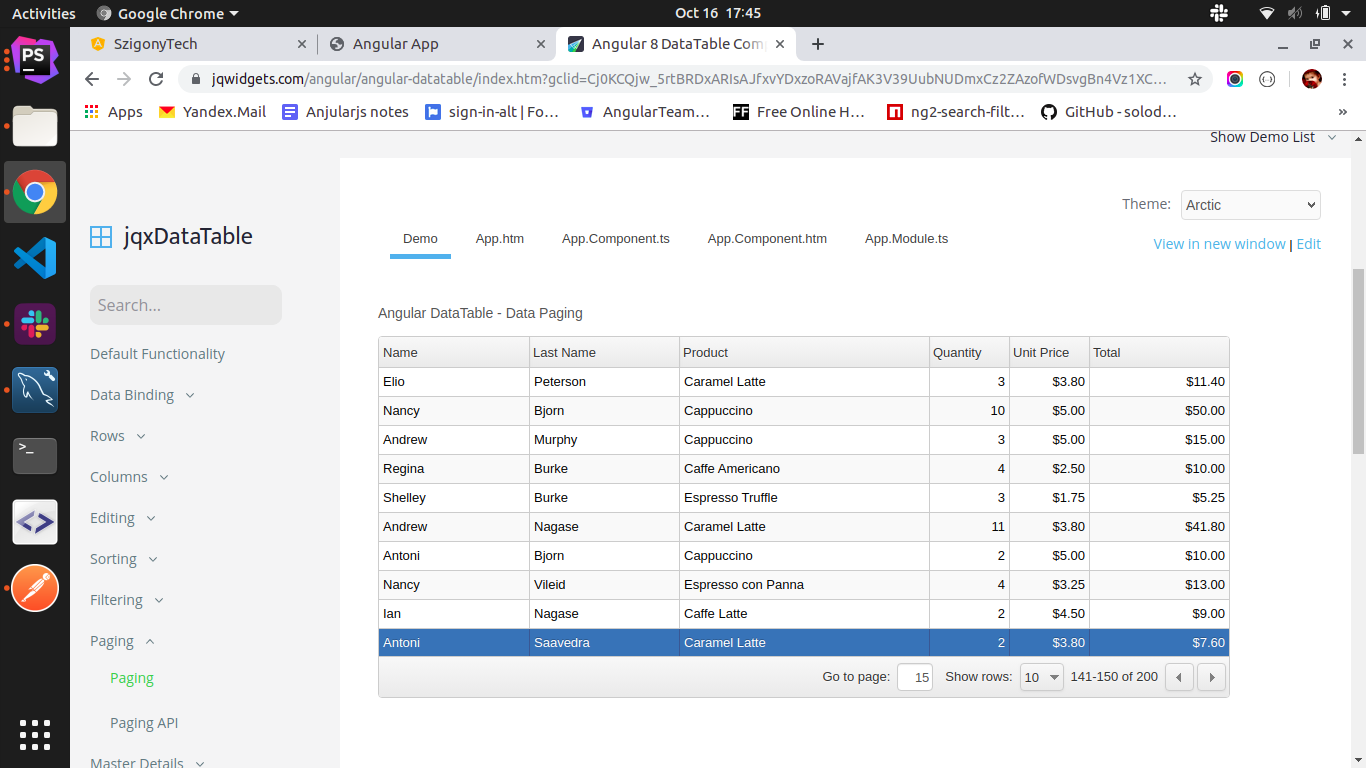 Activities Google Chrome Oct 16 17:45
SzigonyTech Angular App Angular 8 DataTable Com
jqwidgets.com/angular/angular-datatable/index.htm?gclid=Cj0KCQjw_5rtBRDxARIsAJfxvYDxzoRAVajfAK3V39UubNUDmxCz2ZAzofWDsvgBn4Vz1XC...
Apps Yandex.Mail Anjularjs notes sign-in-alt | Fo... AngularTeam... FF Free Online H... ng2-search-filt... GitHub - solod... »
Show Demo List
Theme: Arctic
jqxDataTable
Demo App.htm App.Component.ts App.Component.htm App.Module.ts
View in new window | Edit
Search...
Angular DataTable - Data Paging
Default Functionality
Data Binding
Rows
Columns
Editing
Sorting
Filtering
Paging
Paging
Paging API
Master Details
Name Last Name Product Quantity Unit Price Total
Elio Peterson Caramel Latte 3 $3.80 $11.40
Nancy Bjorn Cappuccino 10 $5.00 $50.00
Andrew Murphy Cappuccino 3 $5.00 $15.00
Regina Burke Caffe Americano 4 $2.50 $10.00
Shelley Burke Espresso Truffle 3 $1.75 $5.25
Andrew Nagase Caramel Latte 11 $3.80 $41.80
Antoni Bjorn Cappuccino 2 $5.00 $10.00
Nancy Vileid Espresso con Panna 4 $3.25 $13.00
Ian Nagase Caffe Latte 2 $4.50 $9.00
Antoni Saavedra Caramel Latte 2 $3.80 $7.60
Go to page: 15 Show rows: 10 141-150 of 200
PS
>_